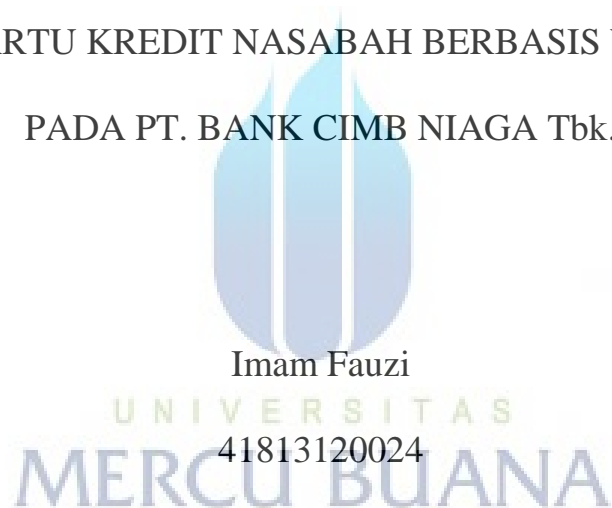 ARTU KREDIT NASABAH BERBASIS
PADA PT. BANK CIMB NIAGA Tbk.
Imam Fauzi
UNIVERSITAS
41813120024
MERCU BUANA